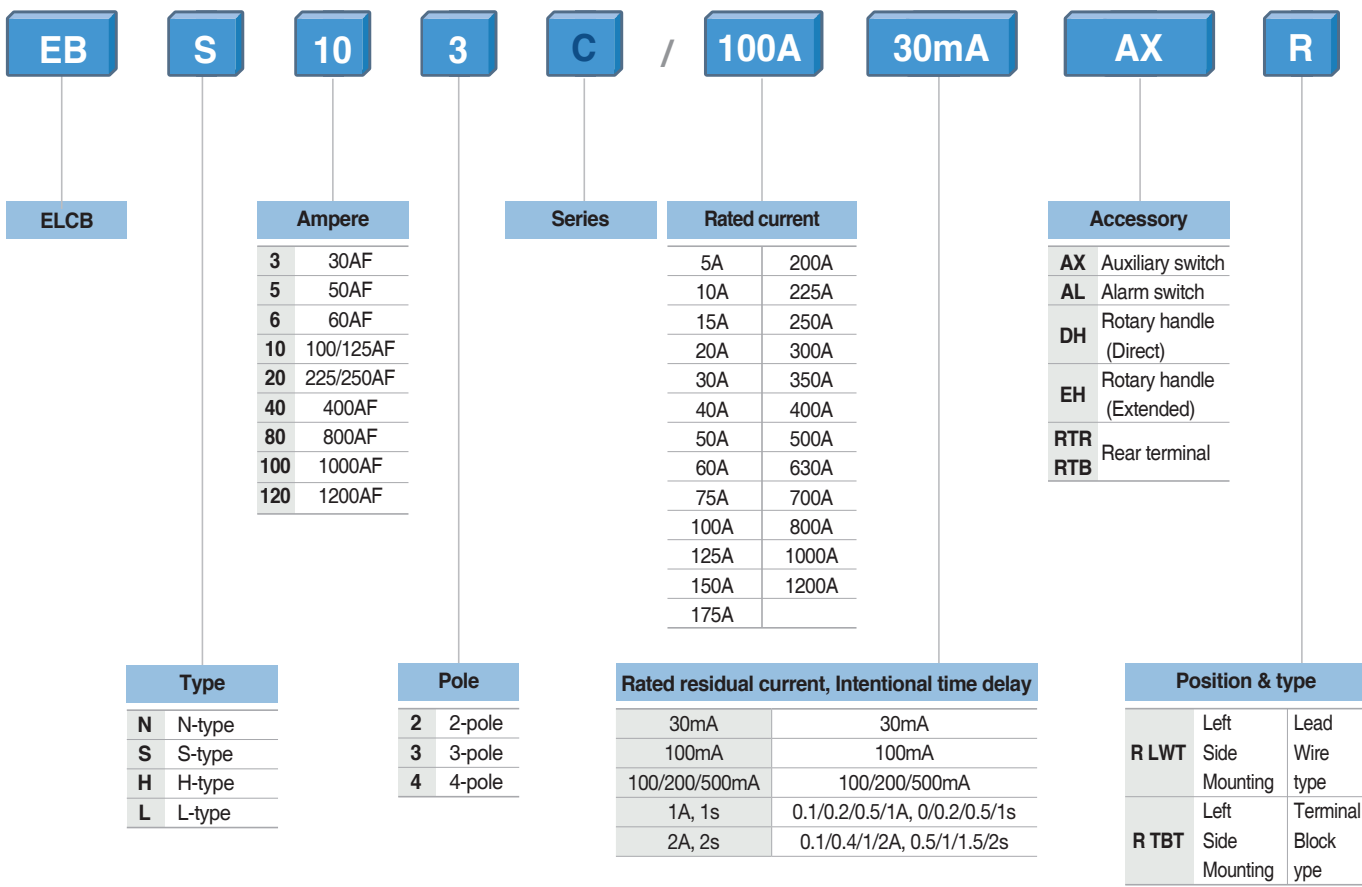 EB S 10 3 C / 100A 30mA AX R
ELCB
Ampere
3 30AF
5 50AF
6 60AF
10 100/125AF
20 225/250AF
40 400AF
80 800AF
100 1000AF
120 1200AF
Series
Rated current
5A 200A
10A 225A
15A 250A
20A 300A
30A 350A
40A 400A
50A 500A
60A 630A
75A 700A
100A 800A
125A 1000A
150A 1200A
175A
Accessory
AX Auxiliary switch
AL Alarm switch
DH Rotary handle
(Direct)
EH Rotary handle
(Extended)
RTR
RTB
Rear terminal
Type
N N-type
S S-type
H H-type
L L-type
Pole
2 2-pole
3 3-pole
4 4-pole
Rated residual current, Intentional time delay
30mA 30mA
100mA 100mA
100/200/500mA 100/200/500mA
1A, 1s 0.1/0.2/0.5/1A, 0/0.2/0.5/1s
2A, 2s 0.1/0.4/1/2A, 0.5/1/1.5/2s
Position & type
Left Lead
R LWT Side Wire
Mounting type
Left Terminal
R TBT Side Block
Mounting ype